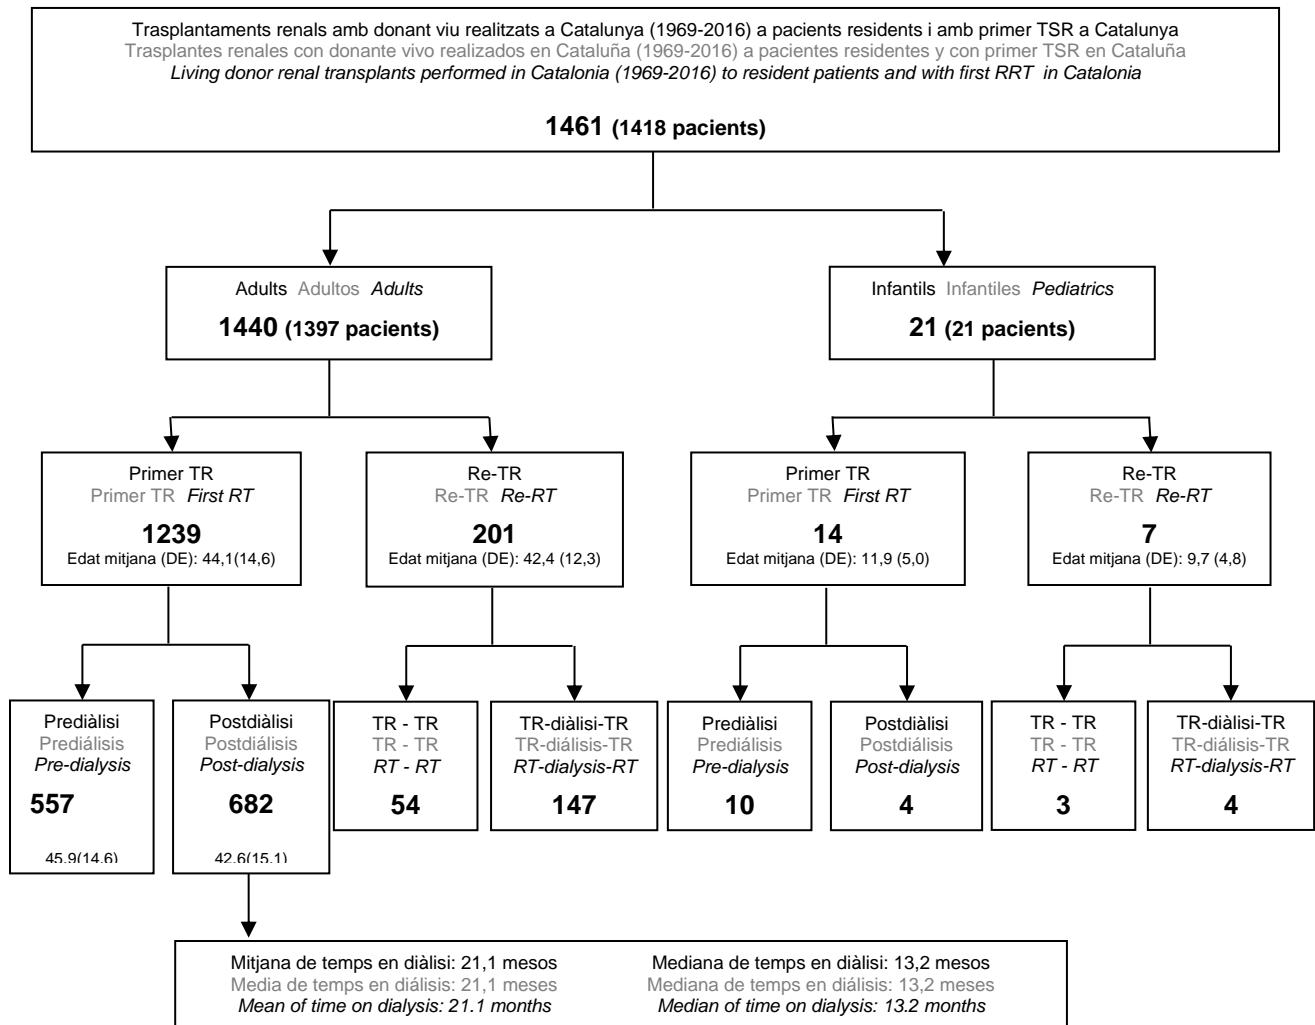 Trasplantaments renals amb donant viu realitzats a Catalunya (1969-2016) a pacients residents i amb primer TSR a Catalunya
Trasplantes renales con donante vivo realizados en Cataluña (1969-2016) a pacientes residentes y con primer TSR en Cataluña
Living donor renal transplants performed in Catalonia (1969-2016) to resident patients and with first RRT in Catalonia
1461 (1418 pacients)
Adults Adultos Adults
1440 (1397 pacients)
Infantils Infantiles Pediatrics
21 (21 pacients)
Primer TR
Primer TR First RT
1239
Edat mitjana (DE): 44,1(14,6)
Re-TR
Re-TR Re-RT
201
Edat mitjana (DE): 42,4 (12,3)
Primer TR
Primer TR First RT
14
Edat mitjana (DE): 11,9 (5,0)
Re-TR
Re-TR Re-RT
7
Edat mitjana (DE): 9,7 (4,8)
Prediàlisi
Prediálisis
Pre-dialysis
557
45,9(14,6)
Postdiàlisi
Postdiálisis
Post-dialysis
682
42,6(15,1)
TR - TR
TR - TR
RT - RT
54
TR-diàlisi-TR
TR-diálisis-TR
RT-dialysis-RT
147
Prediàlisi
Prediálisis
Pre-dialysis
10
Postdiàlisi
Postdiálisis
Post-dialysis
4
TR - TR
TR - TR
RT - RT
3
TR-diàlisi-TR
TR-diálisis-TR
RT-dialysis-RT
4
Mitjana de temps en diàlisi: 21,1 mesos
Media de temps en diálisis: 21,1 meses
Mean of time on dialysis: 21.1 months
Mediana de temps en diàlisi: 13,2 mesos
Mediana de temps en diálisis: 13,2 meses
Median of time on dialysis: 13.2 months